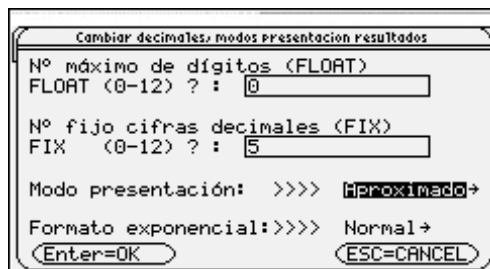 Cambiar decimales, modos presentacion resultados
Nº máximo de dígitos (FLOAT)
FLOAT (0-12) ? : 0
Nº fijo cifras decimales (FIX)
FIX (0-12) ? : 5
Modo presentación: >>>> Aproximado→
Formato exponencial:>>>> Normal→
Enter=OK ESC=CANCEL